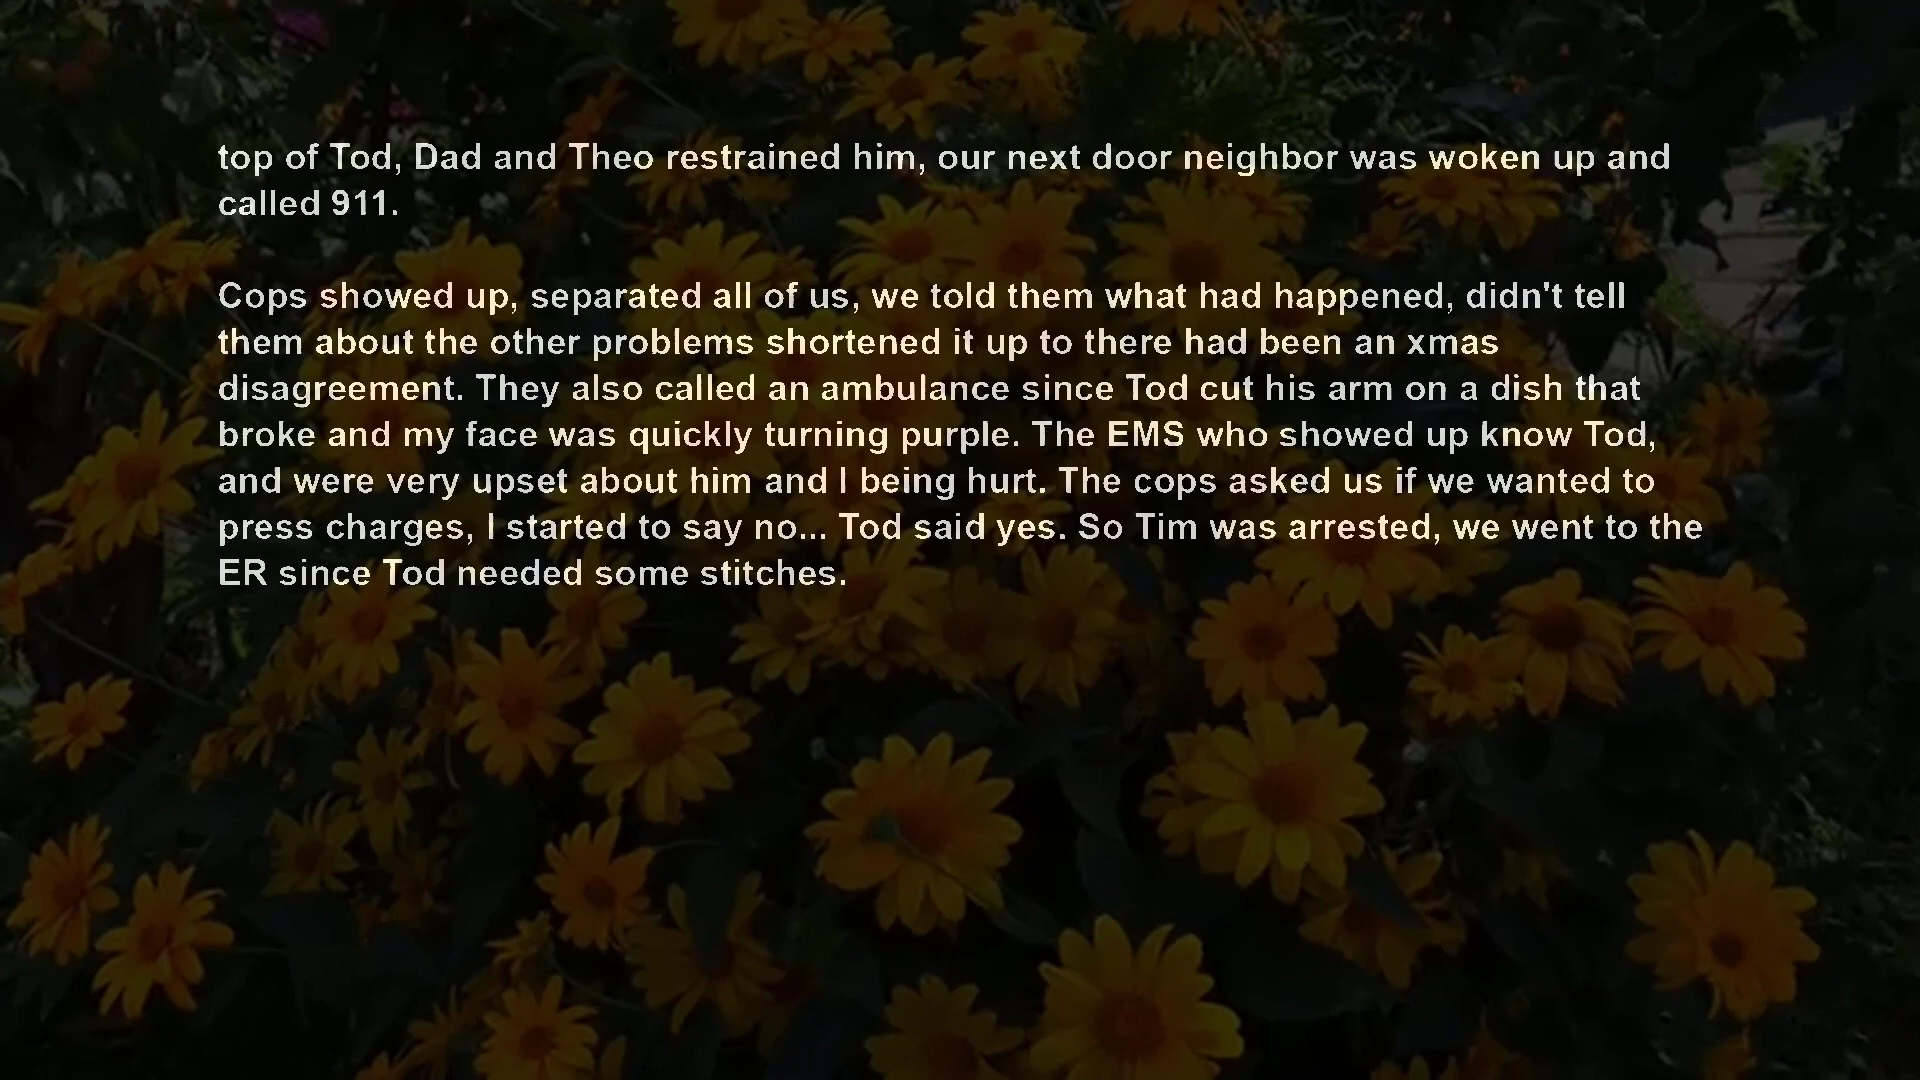 top of Tod, Dad and Theo restrained him, our next door neighbor was woken up and
called 911.
Cops showed up, separated all of us, we told them what had happened, didn't tell
them about the other problems shortened it up to there had been an xmas
disagreement. They also called an ambulance since Tod cut his arm on a dish that
broke and my face was quickly turning purple. The EMS who showed up know Tod,
and were very upset about him and I being hurt. The cops asked us if we wanted to
press charges, I started to say no... Tod said yes. So Tim was arrested, we went to the
ER since Tod needed some stitches.